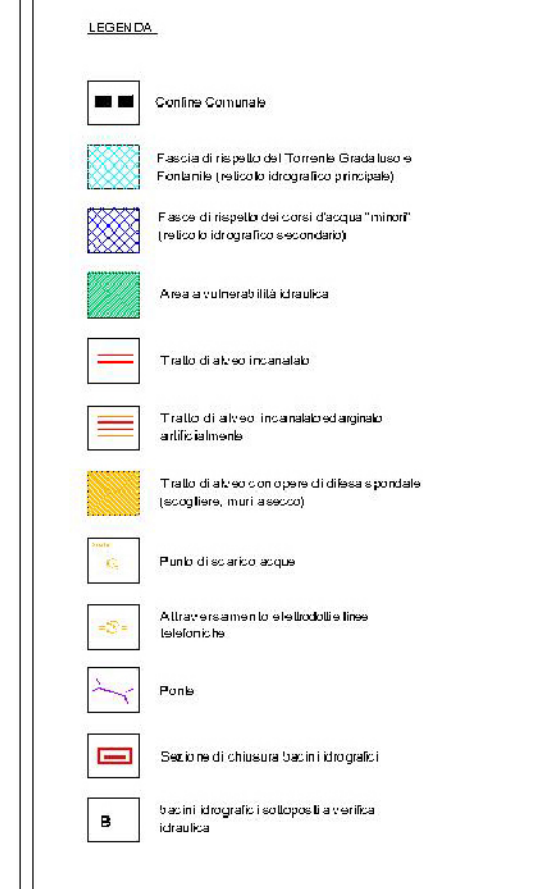 LEGENDA
Confine Comunale
Fascia di rispetto del Torrente Gradaluso e
Fontanile (reticolo idrografico principale)
Fasce di rispetto dei corsi d'acqua "minori"
(reticolo idrografico secondario)
Area a vulnerabilità idraulica
Tratto di alveo incanalato
Tratto di alveo incanalato ed arginato
artificialmente
Tratto di alveo con opere di difesa spondale
(scogliere, muri a secco)
Punto di scarico acque
Attraversamento elettrodotti e linee
telefoniche
Ponte
Sezione di chiusura bacini idrografici
B
bacini idrografici sottoposti a verifica
idraulica